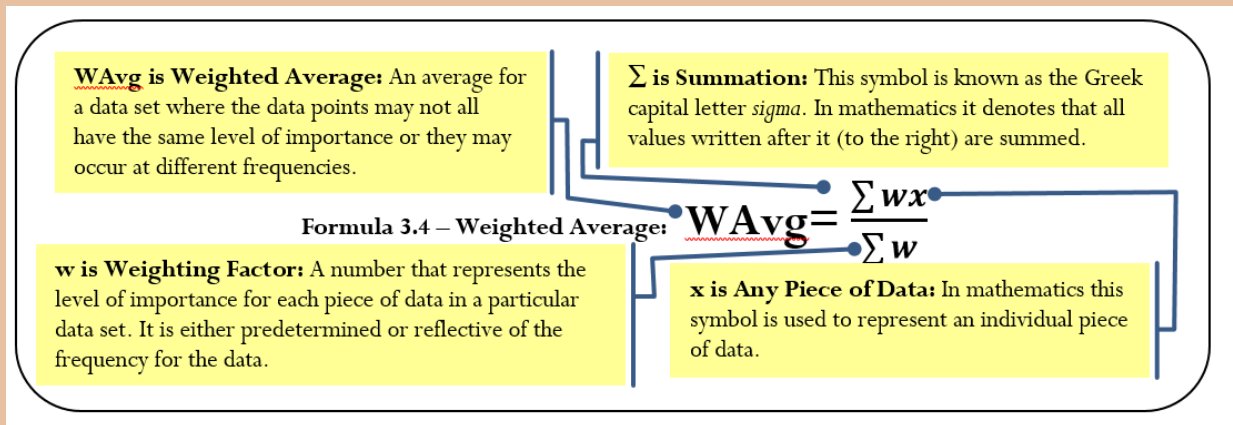 WAvg is Weighted Average: An average for
a data set where the data points may not all
have the same level of importance or they may
occur at different frequencies.
∑ is Summation: This symbol is known as the Greek
capital letter sigma. In mathematics it denotes that all
values written after it (to the right) are summed.
Formula 3.4 – Weighted Average: WAvg= ∑wx / ∑w
w is Weighting Factor: A number that represents the
level of importance for each piece of data in a particular
data set. It is either predetermined or reflective of the
frequency for the data.
x is Any Piece of Data: In mathematics this
symbol is used to represent an individual piece
of data.